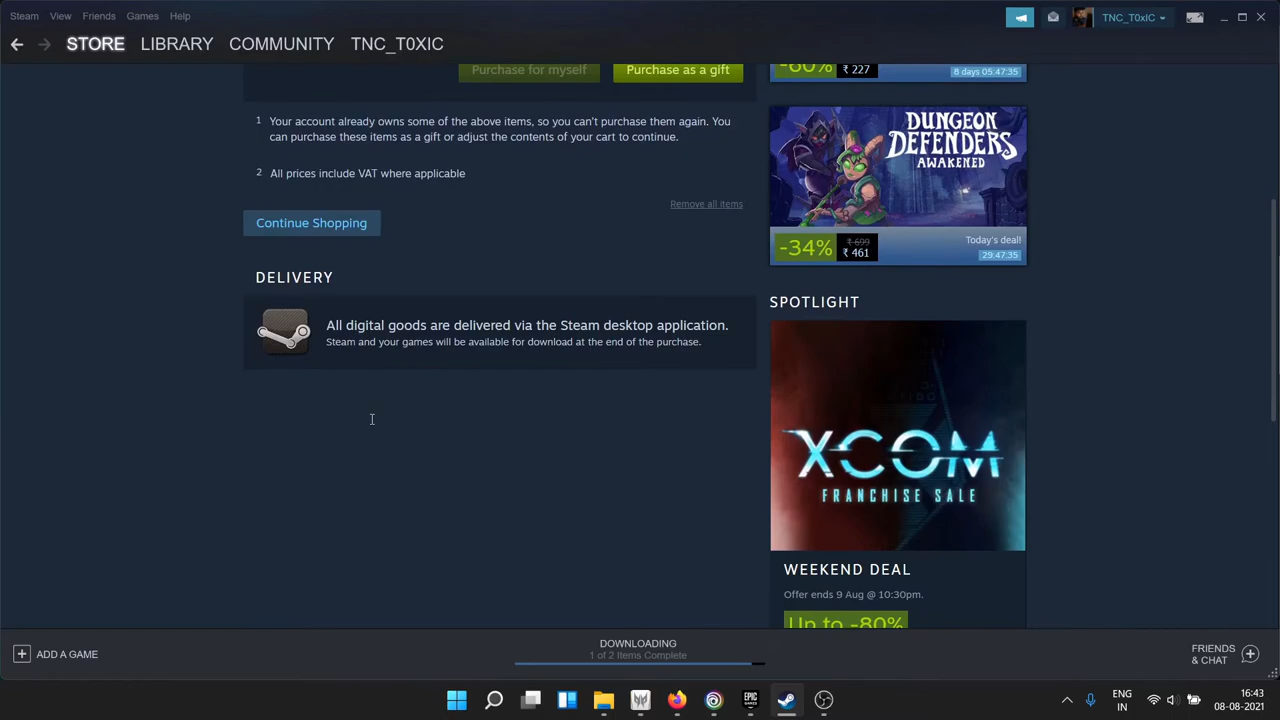 Steam View Friends Games Help
TNC_T0xIC
STORE LIBRARY COMMUNITY TNC_T0XIC
Purchase for myself Purchase as a gift
-60% ₹ 227
8 days 05:47:35
1 Your account already owns some of the above items, so you can't purchase them again. You
can purchase these items as a gift or adjust the contents of your cart to continue.
2 All prices include VAT where applicable
Remove all items
Continue Shopping
DUNGEON
DEFENDERS
AWAKENED
-34% ₹ 699 ₹ 461
Today's deal!
29:47:35
DELIVERY
All digital goods are delivered via the Steam desktop application.
Steam and your games will be available for download at the end of the purchase.
SPOTLIGHT
XCOM
FRANCHISE SALE
WEEKEND DEAL
Offer ends 9 Aug @ 10:30pm.
Up to -80%
ADD A GAME
DOWNLOADING
1 of 2 Items Complete
FRIENDS
& CHAT
EPIC
GAMES
ENG
IN
16:43
08-08-2021